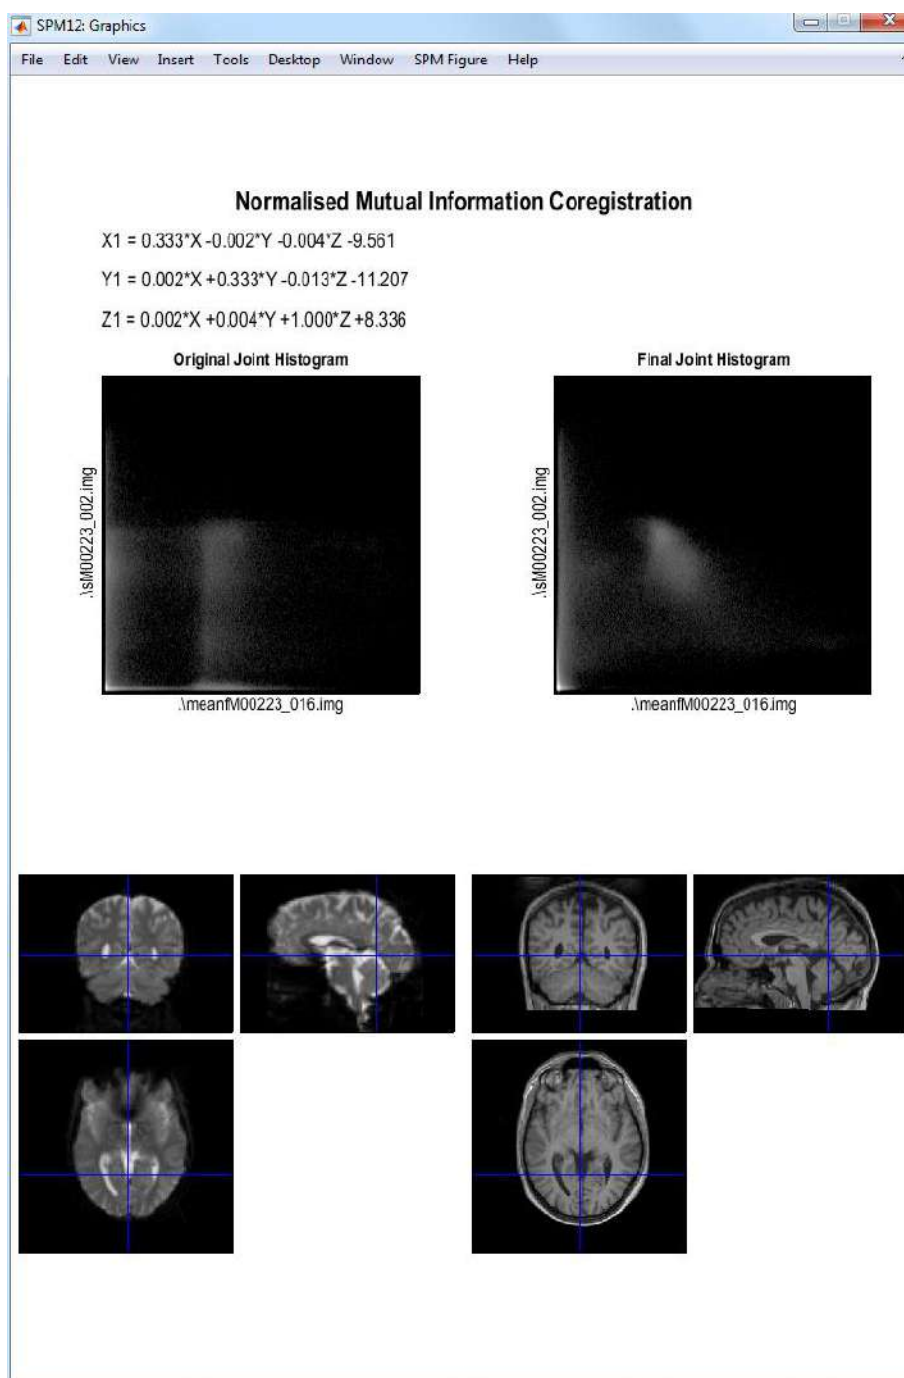 SPM12: Graphics
File Edit View Insert Tools Desktop Window SPM Figure Help
Normalised Mutual Information Coregistration
X1 = 0.333*X -0.002*Y -0.004*Z -9.561
Y1 = 0.002*X +0.333*Y -0.013*Z -11.207
Z1 = 0.002*X +0.004*Y +1.000*Z +8.336
Original Joint Histogram
.\sM00223_002.img
.\meanfM00223_016.img
Final Joint Histogram
.\sM00223_002.img
.\meanfM00223_016.img